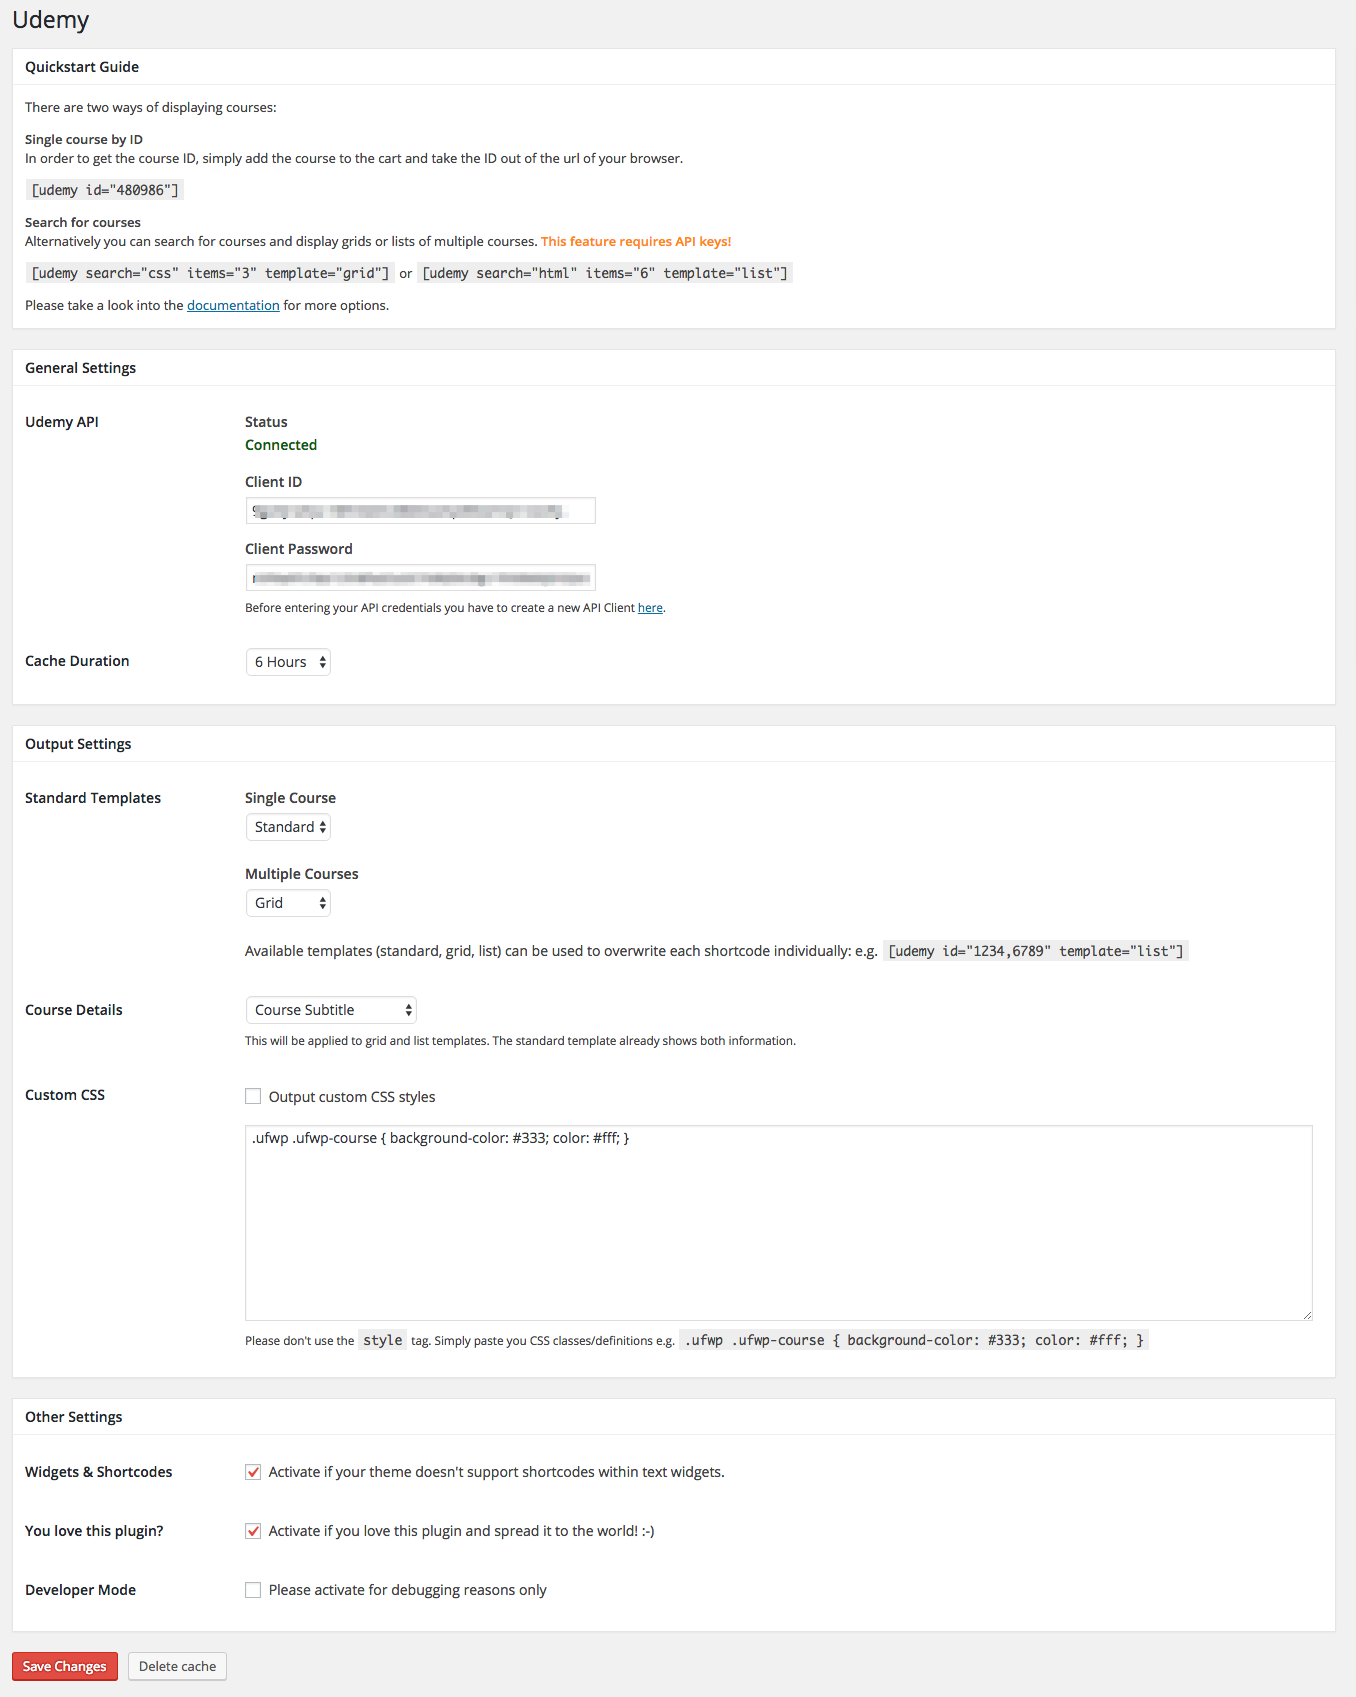 Udemy
Quickstart Guide
There are two ways of displaying courses:
Single course by ID
In order to get the course ID, simply add the course to the cart and take the ID out of the url of your browser.
[udemy id="480986"]
Search for courses
Alternatively you can search for courses and display grids or lists of multiple courses. This feature requires API keys!
[udemy search="css" items="3" template="grid"] or [udemy search="html" items="6" template="list"]
Please take a look into the documentation for more options.
General Settings
Udemy API
Status
Connected
Client ID
Client Password
Before entering your API credentials you have to create a new API Client here.
Cache Duration
6 Hours
Output Settings
Standard Templates
Single Course
Standard
Multiple Courses
Grid
Available templates (standard, grid, list) can be used to overwrite each shortcode individually: e.g. [udemy id="1234,6789" template="list"]
Course Details
Course Subtitle
This will be applied to grid and list templates. The standard template already shows both information.
Custom CSS
Output custom CSS styles
.ufwp .ufwp-course { background-color: #333; color: #fff; }
Please don't use the style tag. Simply paste you CSS classes/definitions e.g. .ufwp .ufwp-course { background-color: #333; color: #fff; }
Other Settings
Widgets & Shortcodes
Activate if your theme doesn't support shortcodes within text widgets.
You love this plugin?
Activate if you love this plugin and spread it to the world! :-)
Developer Mode
Please activate for debugging reasons only
Save Changes
Delete cache